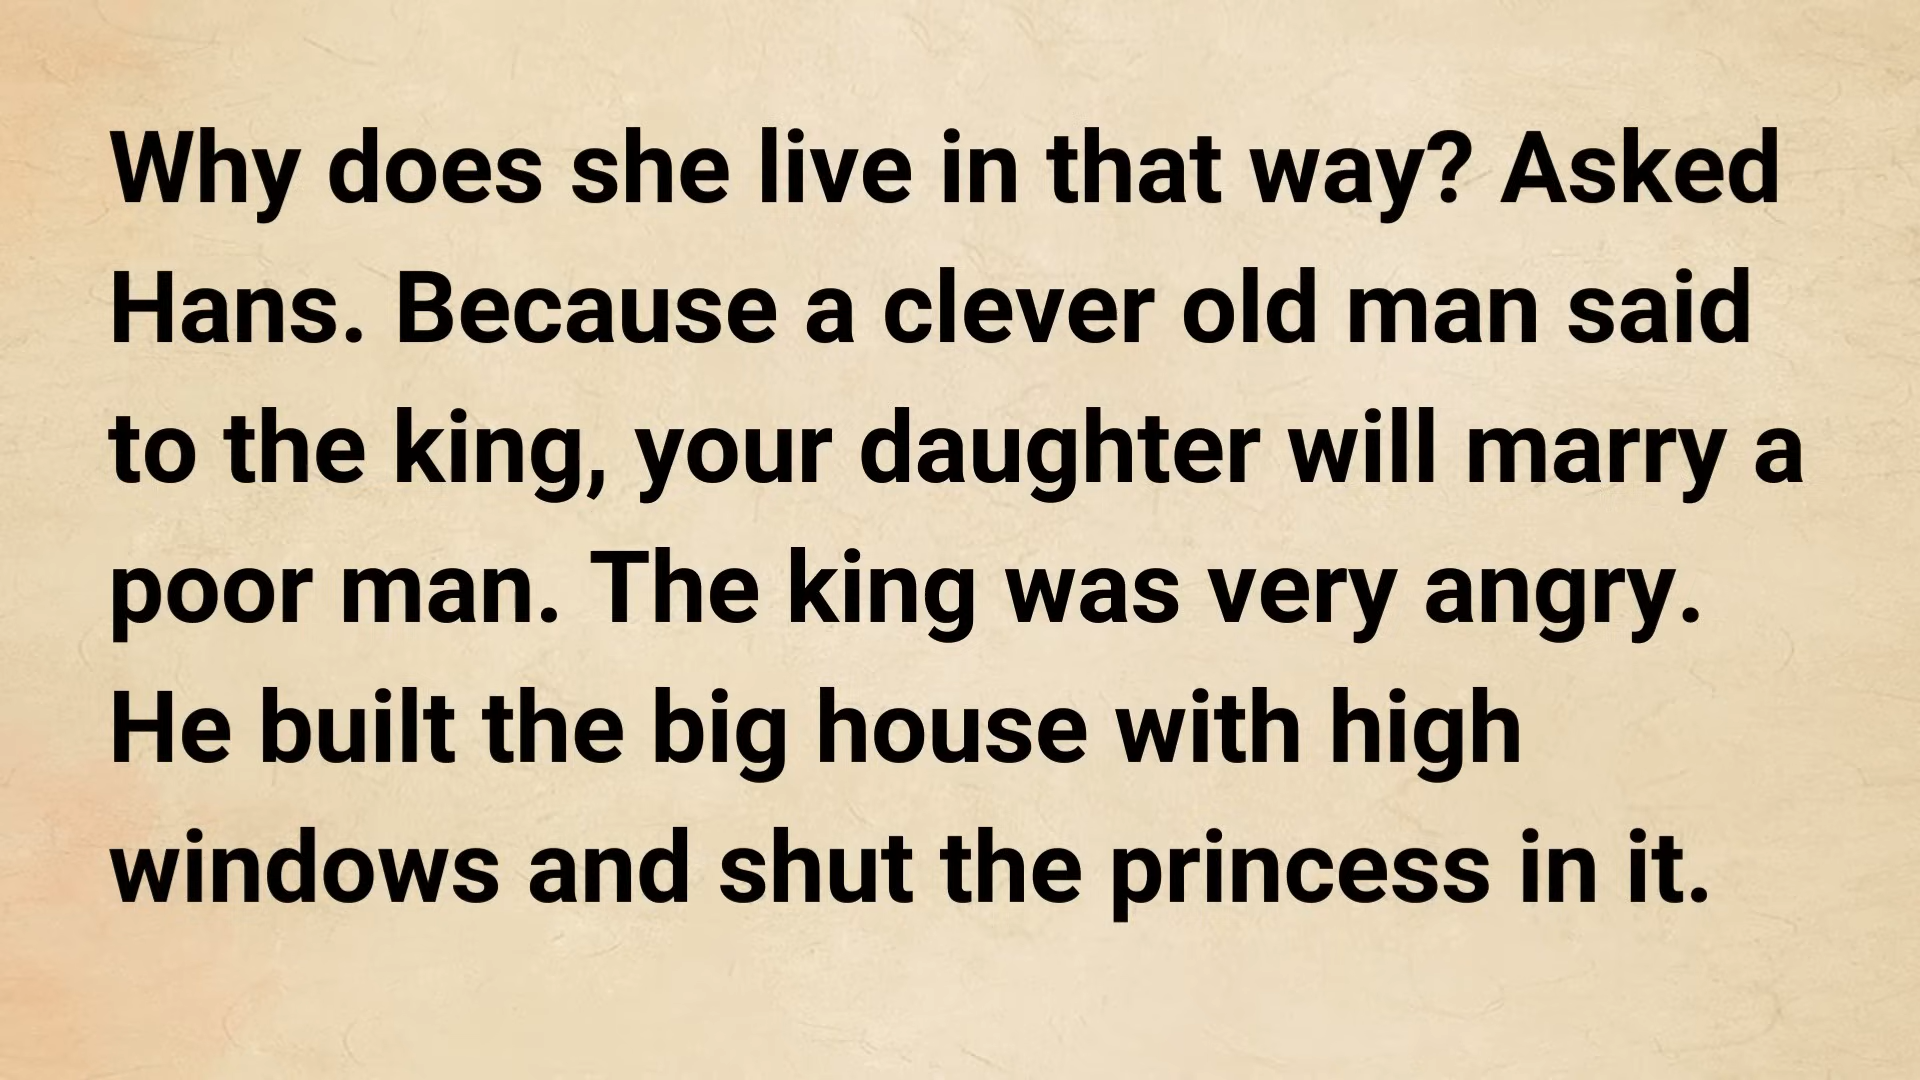 Why does she live in that way? Asked
Hans. Because a clever old man said
to the king, your daughter will marry a
poor man. The king was very angry.
He built the big house with high
windows and shut the princess in it.